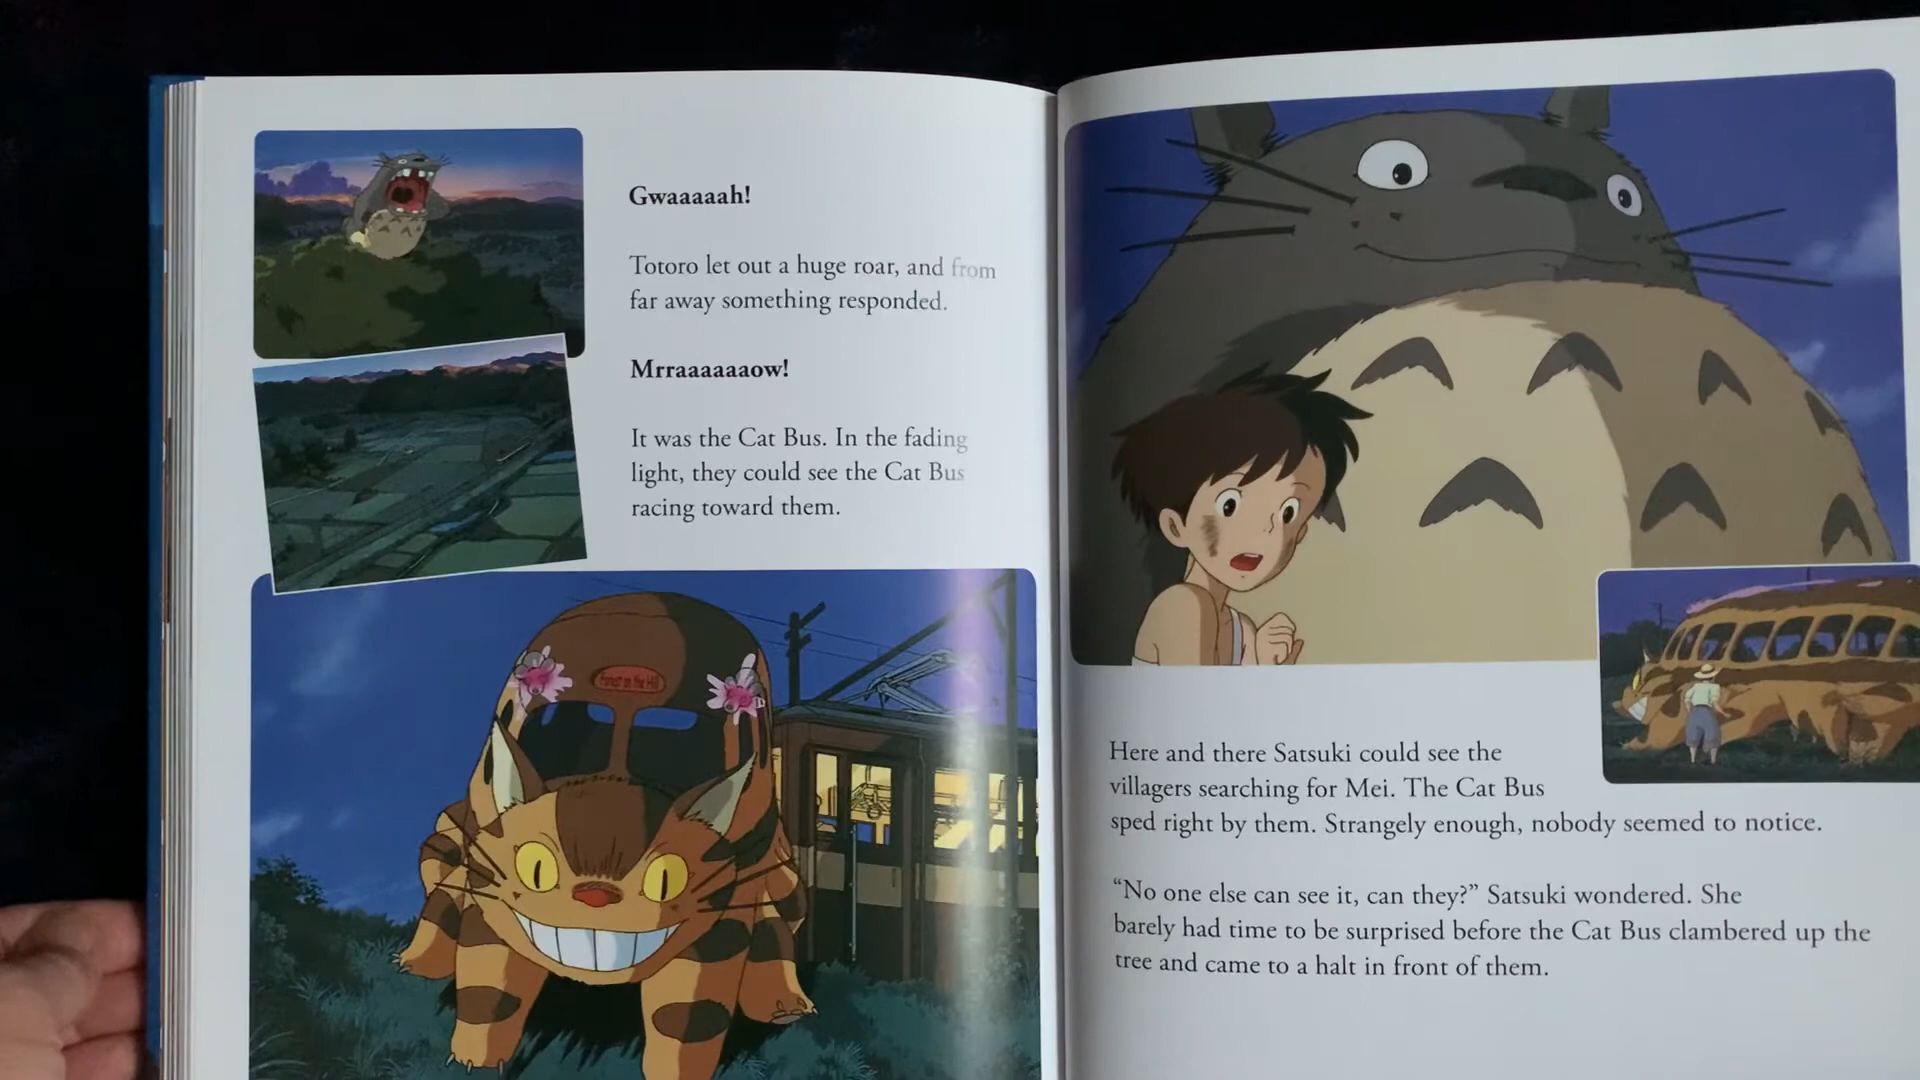 Gwaaaaah!
Totoro let out a huge roar, and from
far away something responded.
Mrraaaaaaow!
It was the Cat Bus. In the fading
light, they could see the Cat Bus
racing toward them.
Forest on the Hill
Here and there Satsuki could see the
villagers searching for Mei. The Cat Bus
sped right by them. Strangely enough, nobody seemed to notice.
“No one else can see it, can they?” Satsuki wondered. She
barely had time to be surprised before the Cat Bus clambered up the
tree and came to a halt in front of them.